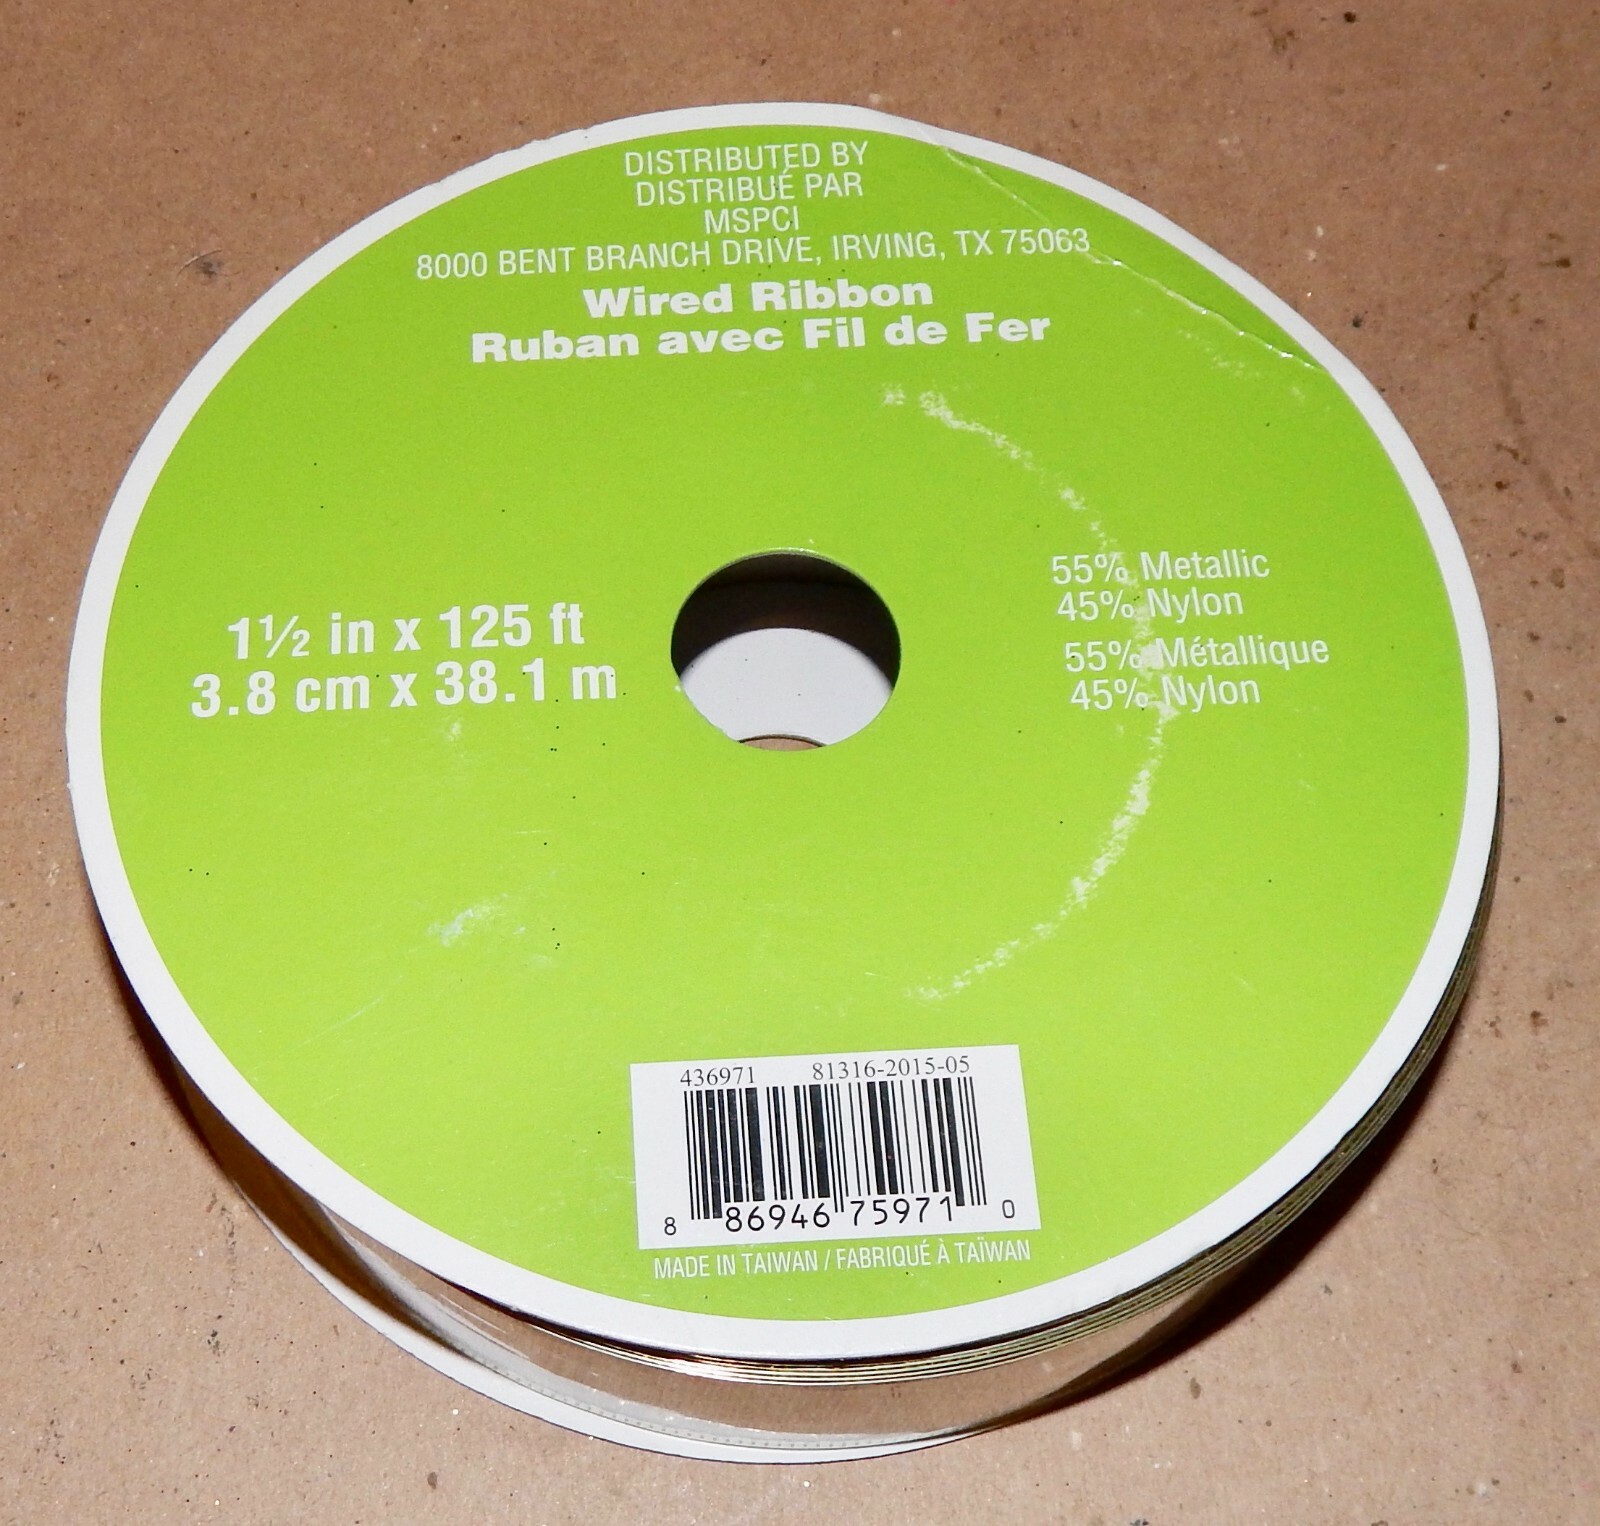 DISTRIBUTED BY
DISTRIBUÉ PAR
MSPCI
8000 BENT BRANCH DRIVE, IRVING, TX 75063
Wired Ribbon
Ruban avec Fil de Fer
1½ in x 125 ft
3.8 cm x 38.1 m
55% Metallic
45% Nylon
55% Métallique
45% Nylon
436971 81316-2015-05
8 86946 75971 0
MADE IN TAIWAN / FABRIQUÉ À TAÏWAN